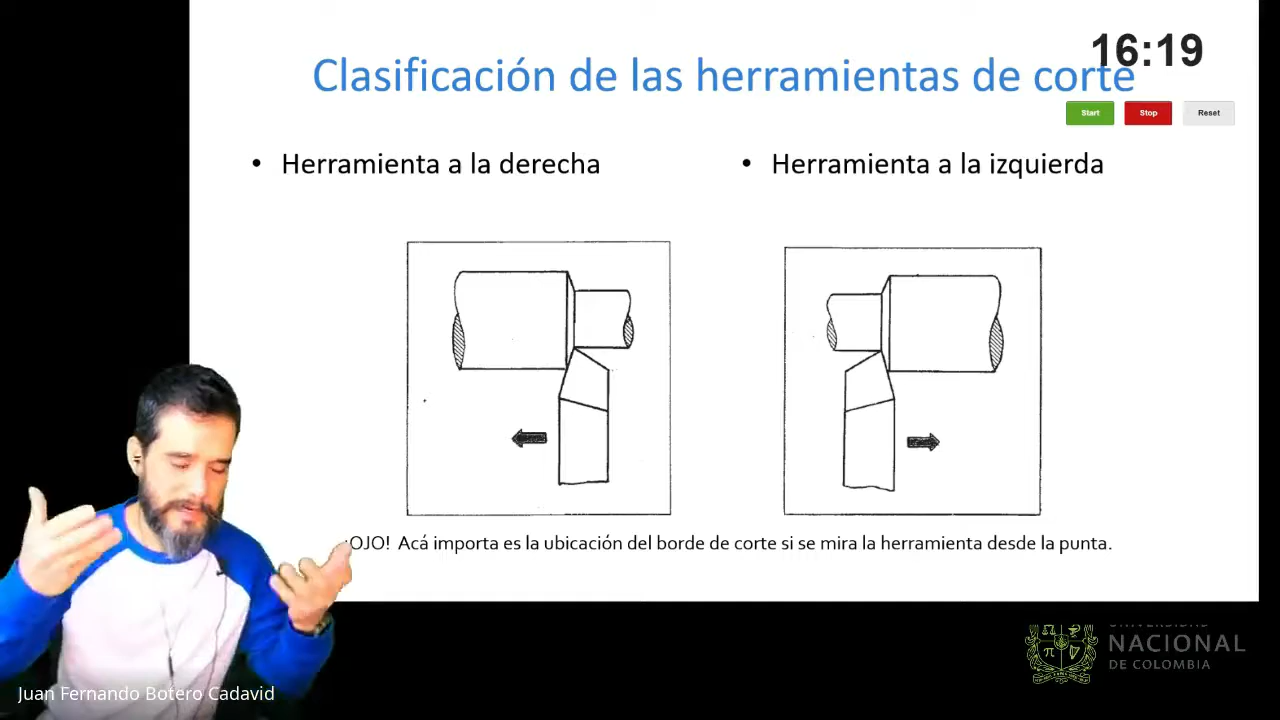 16:19
Clasificación de las herramientas de corte
Start Stop Reset
• Herramienta a la derecha
• Herramienta a la izquierda
¡OJO! Acá importa es la ubicación del borde de corte si se mira la herramienta desde la punta.
UNIVERSIDAD
NACIONAL
DE COLOMBIA
Juan Fernando Botero Cadavid